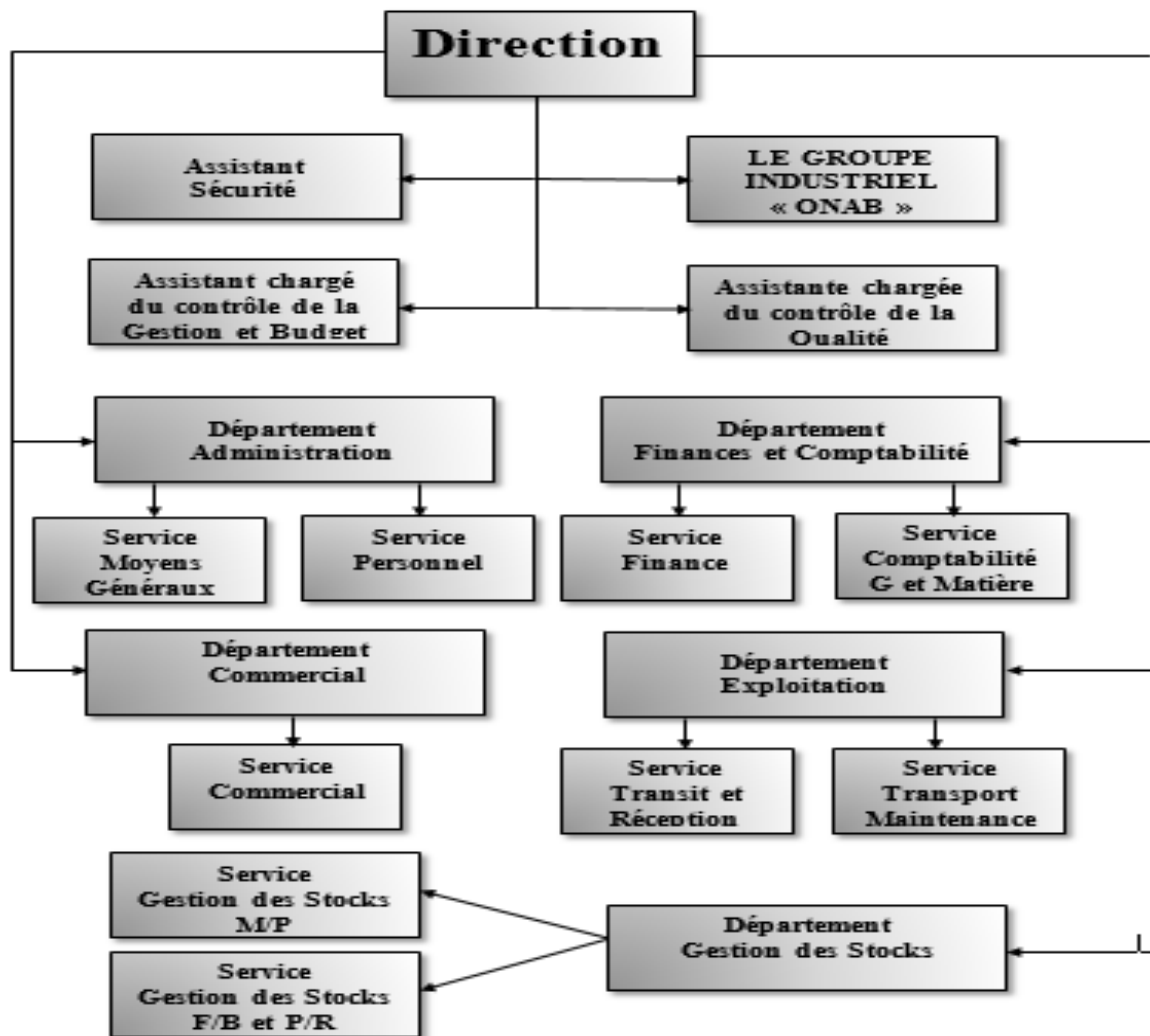 Direction
Assistant
Sécurité
LE GROUPE
INDUSTRIEL
« ONAB »
Assistant chargé
du contrôle de la
Gestion et Budget
Assistante chargée
du contrôle de la
Qualité
Département
Administration
Département
Finances et Comptabilité
Service
Moyens
Généraux
Service
Personnel
Service
Finance
Service
Comptabilité
G et Matière
Département
Commercial
Département
Exploitation
Service
Commercial
Service
Transit et
Réception
Service
Transport
Maintenance
Service
Gestion des Stocks
M/P
Département
Gestion des Stocks
Service
Gestion des Stocks
F/B et P/R